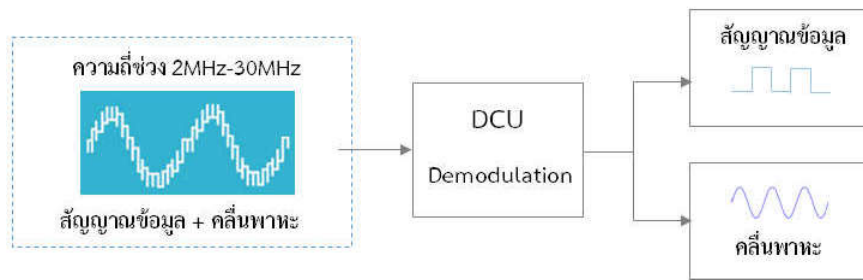 ความถี่ช่วง 2MHz-30MHz
สัญญาณข้อมูล + คลื่นพาหะ
DCU
Demodulation
สัญญาณข้อมูล
คลื่นพาหะ